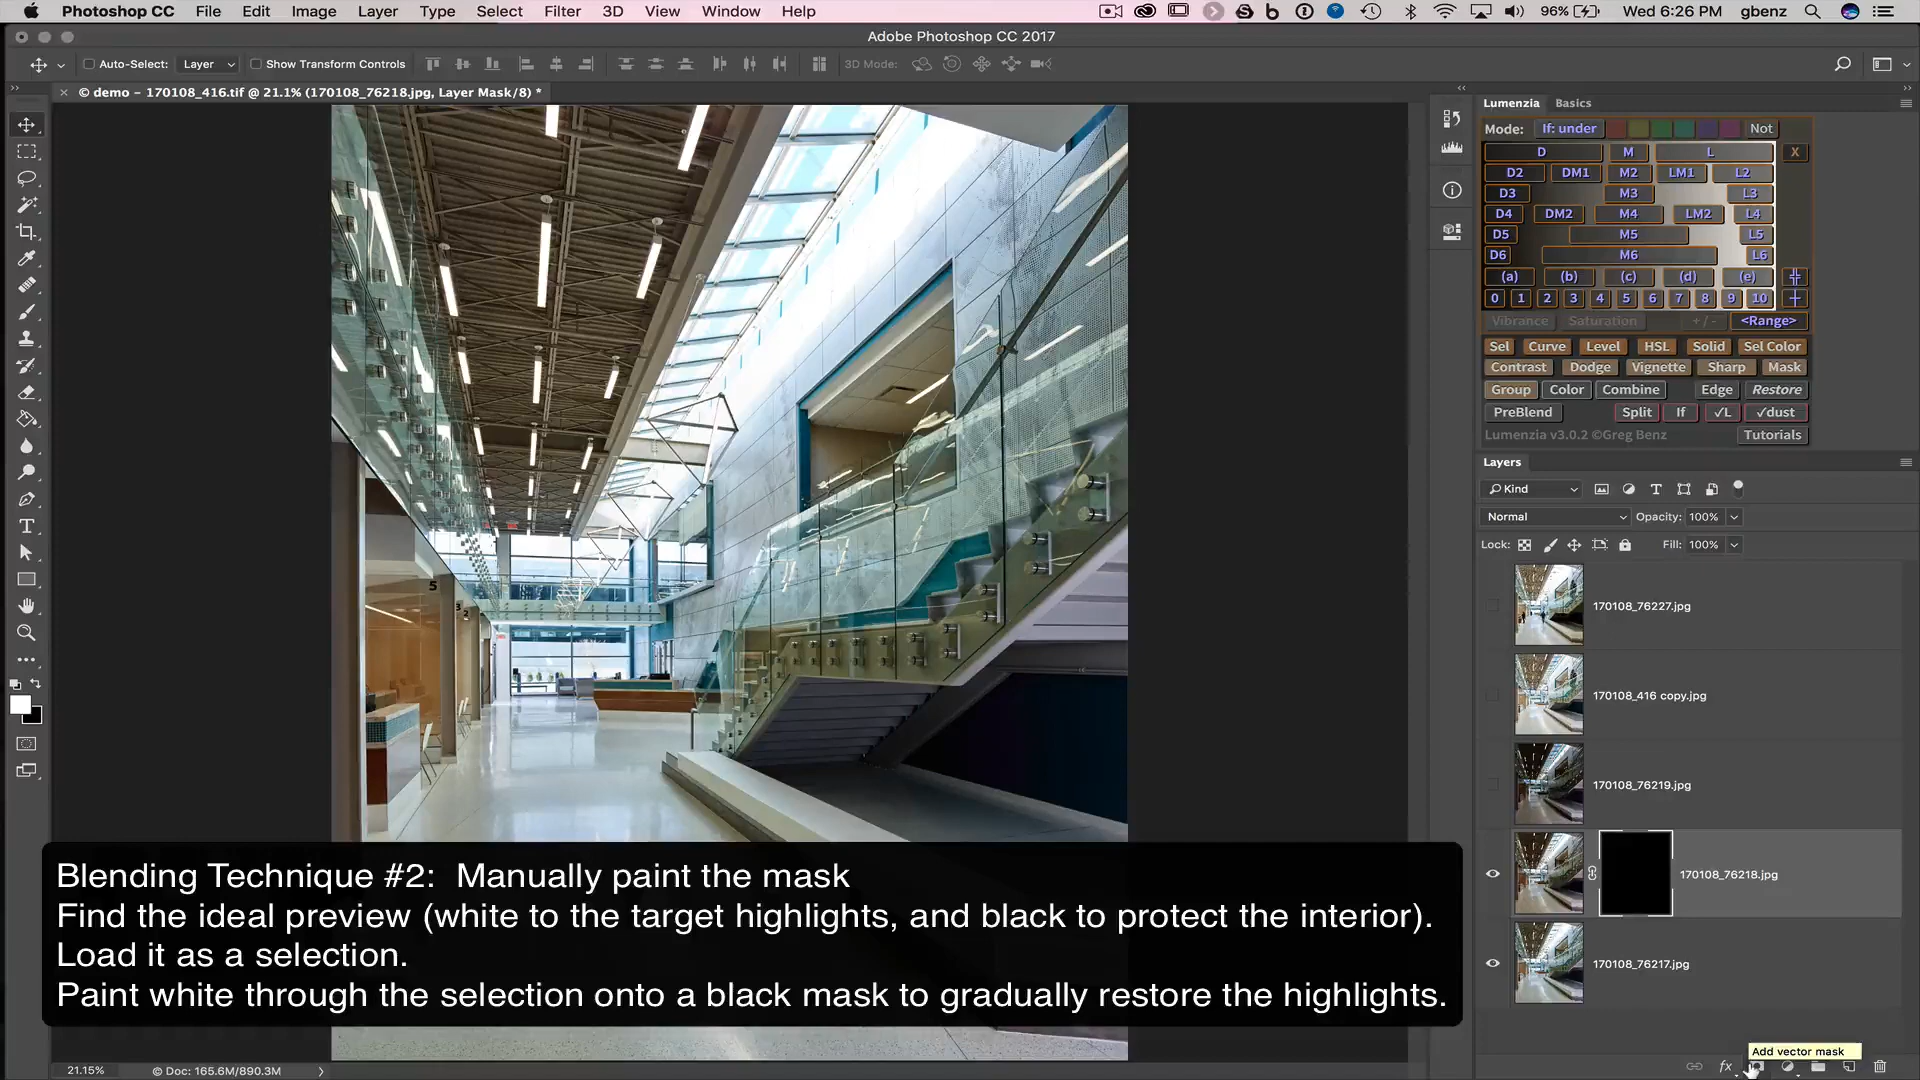 Photoshop CC File Edit Image Layer Type Select Filter 3D View Window Help 96% Wed 6:26 PM gbenz
Adobe Photoshop CC 2017
Auto-Select: Layer Show Transform Controls 3D Mode:
© demo - 170108_416.tif @ 21.1% (170108_76218.jpg, Layer Mask/8) *
Lumenzia Basics
Mode: If: under Not
D M L X
D2 DM1 M2 LM1 L2
D3 M3 L3
D4 DM2 M4 LM2 L4
D5 M5 L5
D6 M6 L6
(a) (b) (c) (d) (e)
0 1 2 3 4 5 6 7 8 9 10
Vibrance Saturation +/- <Range>
Sel Curve Level HSL Solid Sel Color
Contrast Dodge Vignette Sharp Mask
Group Color Combine Edge Restore
PreBlend Split If √L √dust
Lumenzia v3.0.2 ©Greg Benz Tutorials
Layers
Kind
Normal Opacity: 100%
Lock: Fill: 100%
170108_76227.jpg
170108_416 copy.jpg
170108_76219.jpg
170108_76218.jpg
170108_76217.jpg
5
3
2
Blending Technique #2: Manually paint the mask
Find the ideal preview (white to the target highlights, and black to protect the interior).
Load it as a selection.
Paint white through the selection onto a black mask to gradually restore the highlights.
Add vector mask
fx
21.15% © Doc: 165.6M/890.3M